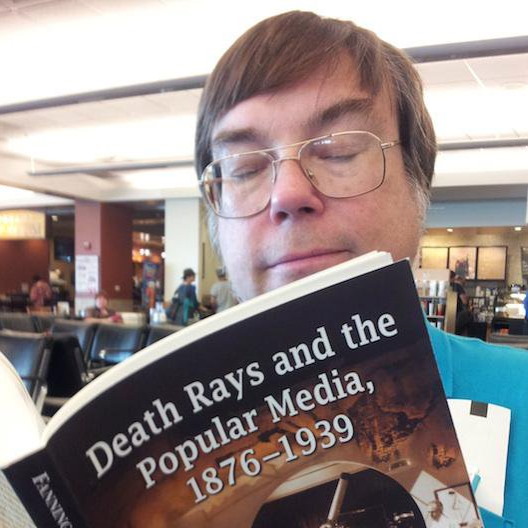 Death Rays and the
Popular Media,
1876–1939